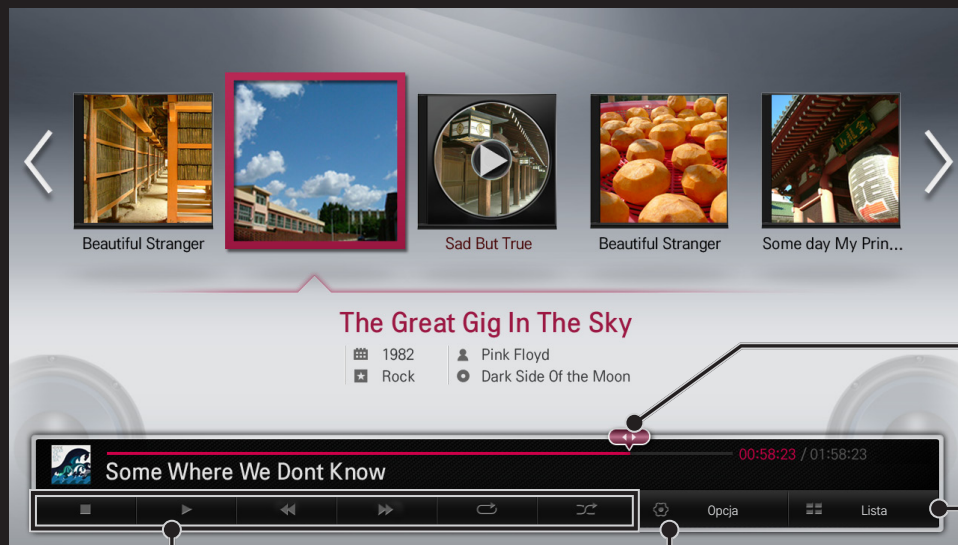 Beautiful Stranger
Sad But True
Beautiful Stranger
Some day My Prin...
The Great Gig In The Sky
1982
Pink Floyd
Rock
Dark Side Of the Moon
00:58:23 / 01:58:23
Some Where We Dont Know
Opcja
Lista